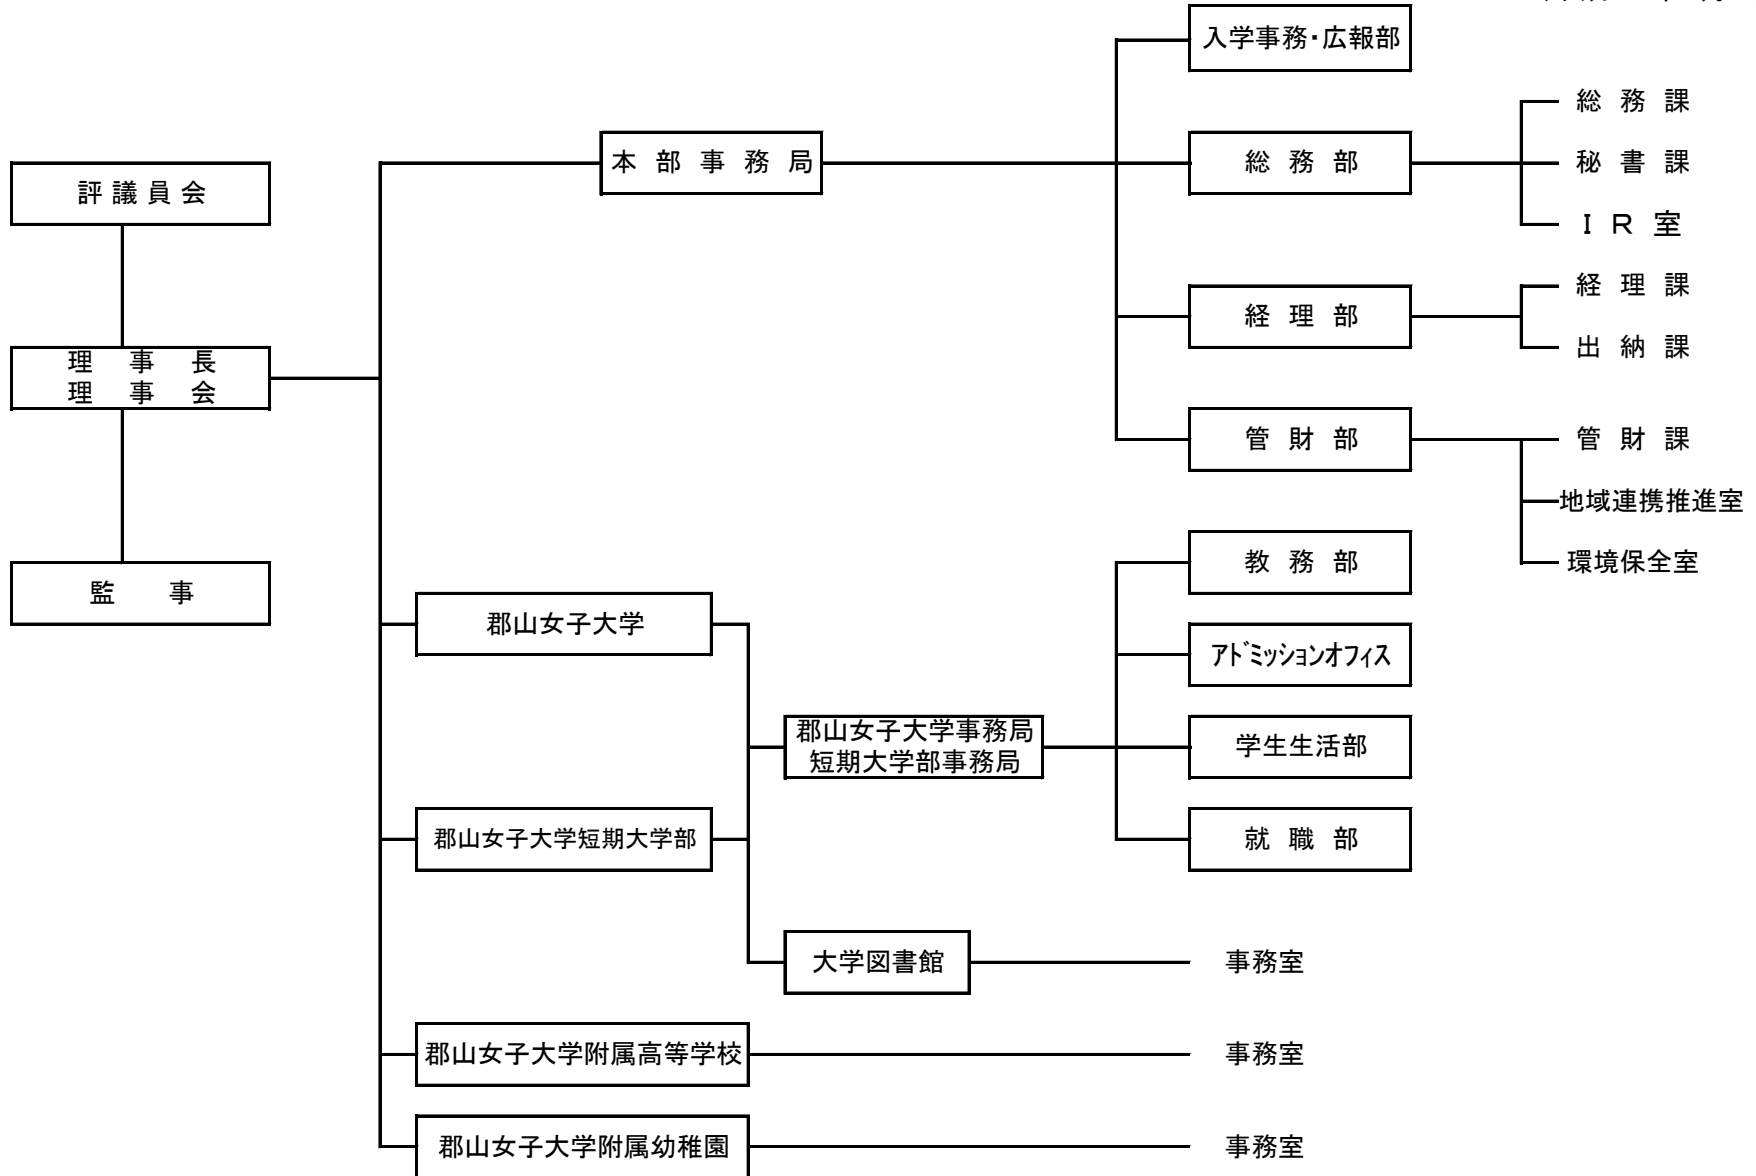 入学事務・広報部
総務課
本部事務局
総務部
秘書課
評議員会
ＩＲ室
経理課
経理部
出納課
理事長
理事会
管財部
管財課
地域連携推進室
教務部
環境保全室
監事
郡山女子大学
アドミッションオフィス
郡山女子大学事務局
短期大学部事務局
学生生活部
郡山女子大学短期大学部
就職部
大学図書館
事務室
郡山女子大学附属高等学校
事務室
郡山女子大学附属幼稚園
事務室